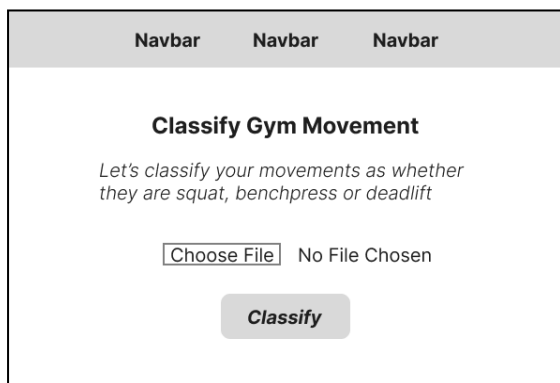 Navbar Navbar Navbar
Classify Gym Movement
Let’s classify your movements as whether
they are squat, benchpress or deadlift
Choose File No File Chosen
Classify